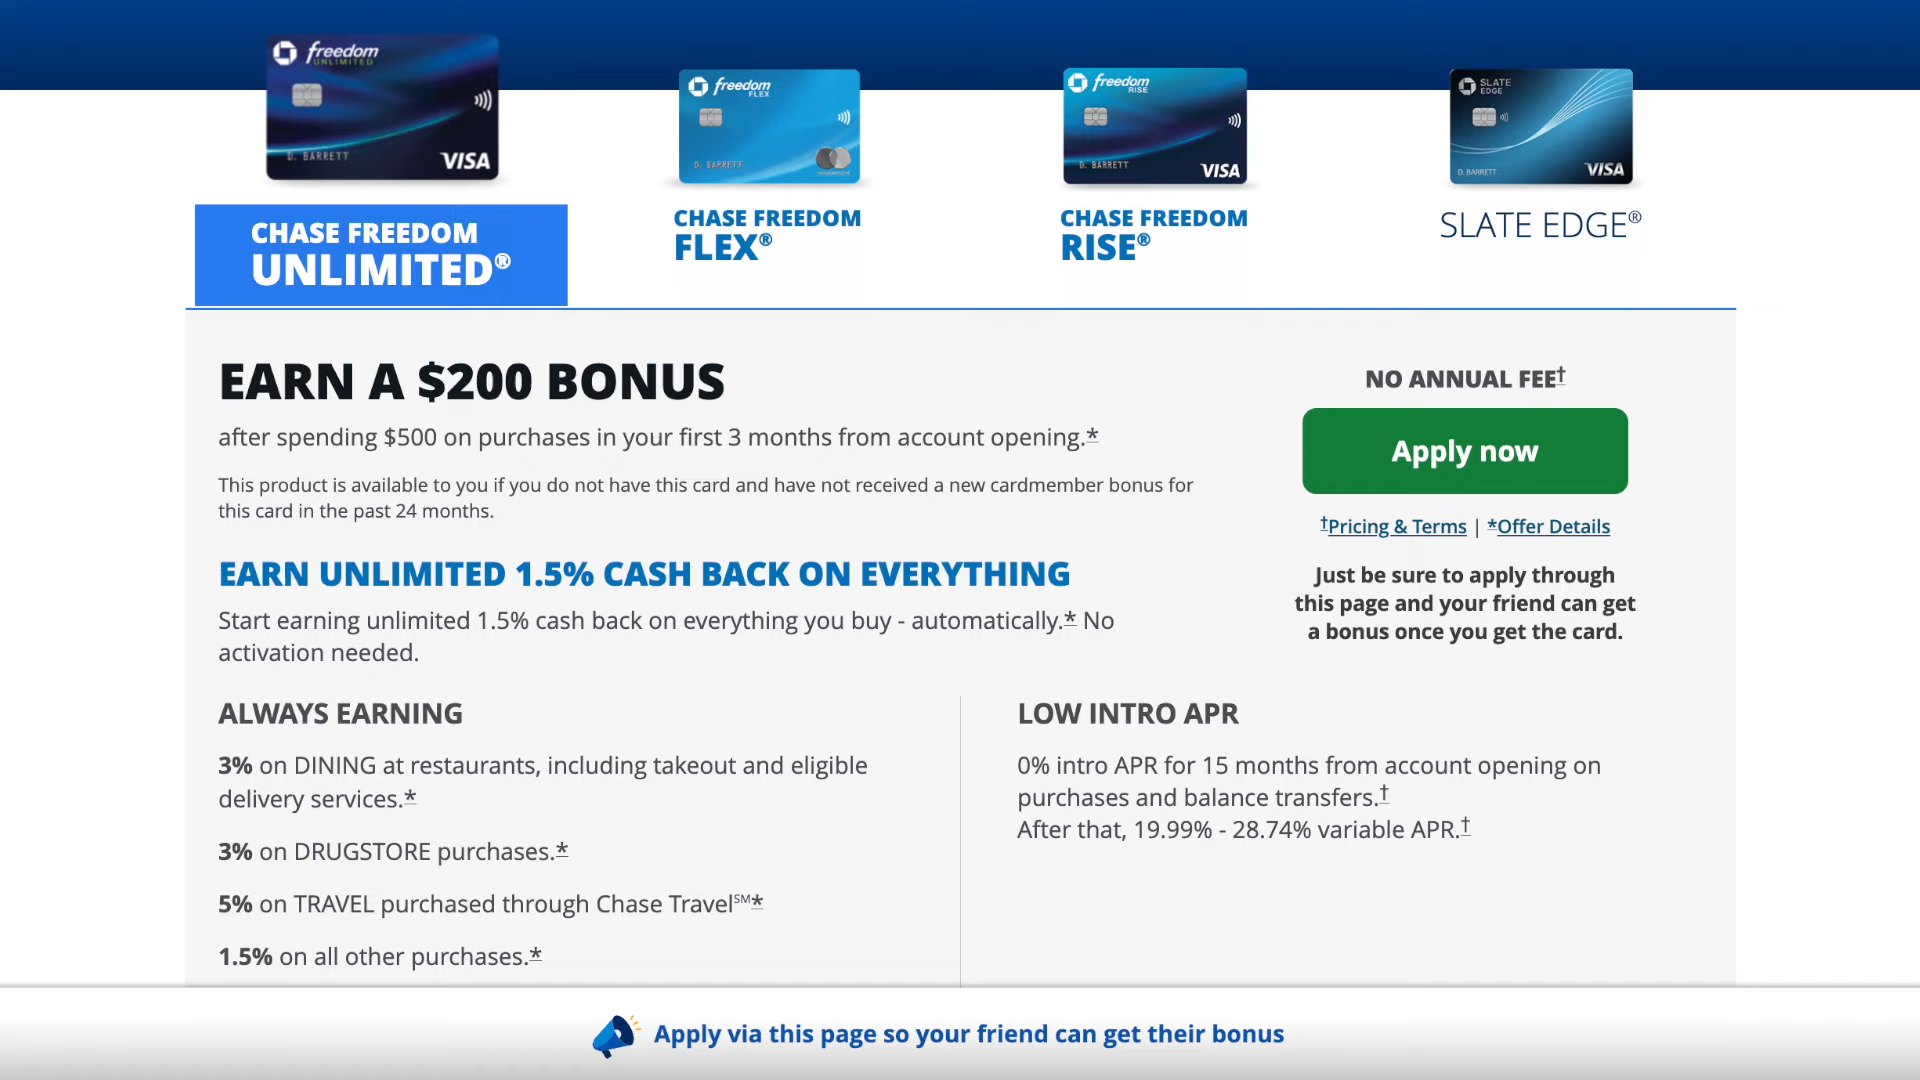 freedom
UNLIMITED
D. BARRETT
VISA
freedom
FLEX
D. BARRETT
freedom
RISE
D. BARRETT
VISA
SLATE
EDGE
D. BARRETT
VISA
CHASE FREEDOM
UNLIMITED®
CHASE FREEDOM
FLEX®
CHASE FREEDOM
RISE®
SLATE EDGE®
EARN A $200 BONUS
after spending $500 on purchases in your first 3 months from account opening.*
This product is available to you if you do not have this card and have not received a new cardmember bonus for
this card in the past 24 months.
EARN UNLIMITED 1.5% CASH BACK ON EVERYTHING
Start earning unlimited 1.5% cash back on everything you buy - automatically.* No
activation needed.
NO ANNUAL FEE†
Apply now
†Pricing & Terms | *Offer Details
Just be sure to apply through
this page and your friend can get
a bonus once you get the card.
ALWAYS EARNING
3% on DINING at restaurants, including takeout and eligible
delivery services.*
3% on DRUGSTORE purchases.*
5% on TRAVEL purchased through Chase Travel℠*
1.5% on all other purchases.*
LOW INTRO APR
0% intro APR for 15 months from account opening on
purchases and balance transfers.†
After that, 19.99% - 28.74% variable APR.†
Apply via this page so your friend can get their bonus